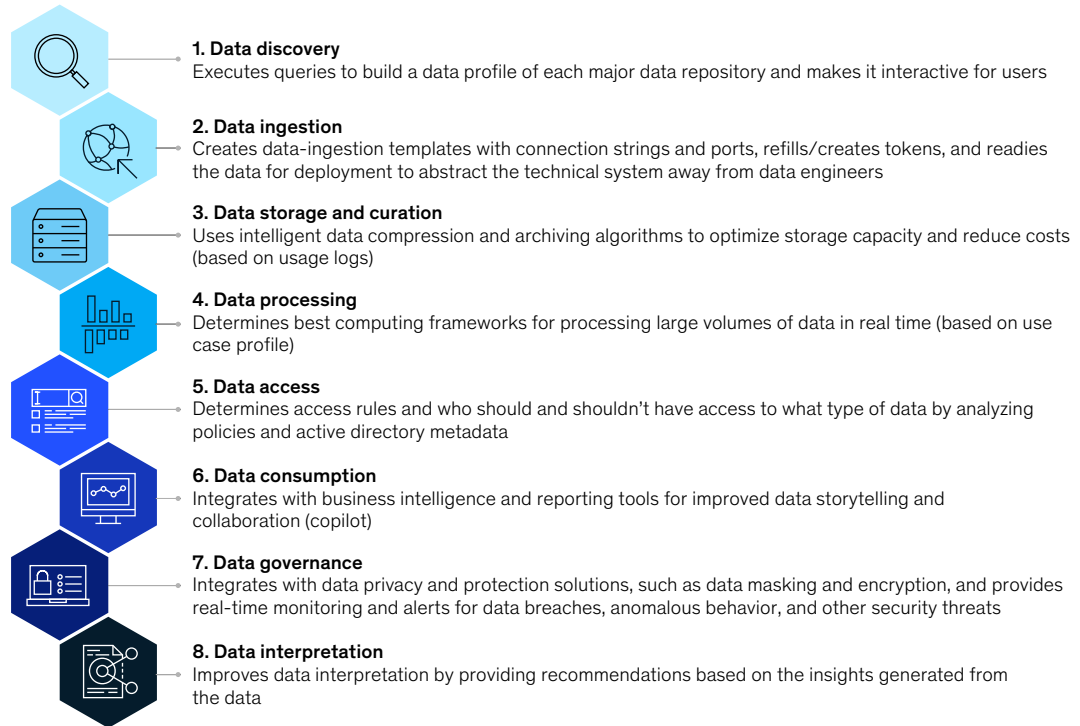 1. Data discovery
Executes queries to build a data profile of each major data repository and makes it interactive for users
2. Data ingestion
Creates data-ingestion templates with connection strings and ports, refills/creates tokens, and readies
the data for deployment to abstract the technical system away from data engineers
3. Data storage and curation
Uses intelligent data compression and archiving algorithms to optimize storage capacity and reduce costs
(based on usage logs)
4. Data processing
Determines best computing frameworks for processing large volumes of data in real time (based on use
case profile)
5. Data access
Determines access rules and who should and shouldn’t have access to what type of data by analyzing
policies and active directory metadata
6. Data consumption
Integrates with business intelligence and reporting tools for improved data storytelling and
collaboration (copilot)
7. Data governance
Integrates with data privacy and protection solutions, such as data masking and encryption, and provides
real-time monitoring and alerts for data breaches, anomalous behavior, and other security threats
8. Data interpretation
Improves data interpretation by providing recommendations based on the insights generated from
the data